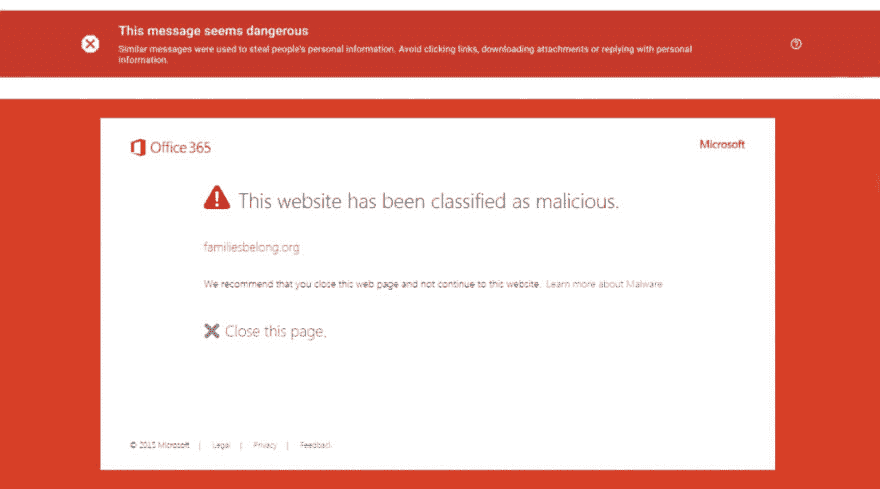 This message seems dangerous
Similar messages were used to steal people's personal information. Avoid clicking links, downloading attachments or replying with personal
information.
Office 365
Microsoft
This website has been classified as malicious.
familiesbelong.org
We recommend that you close this web page and not continue to this website. Learn more about Malware
Close this page.
© 2015 Microsoft | Legal | Privacy | Feedback